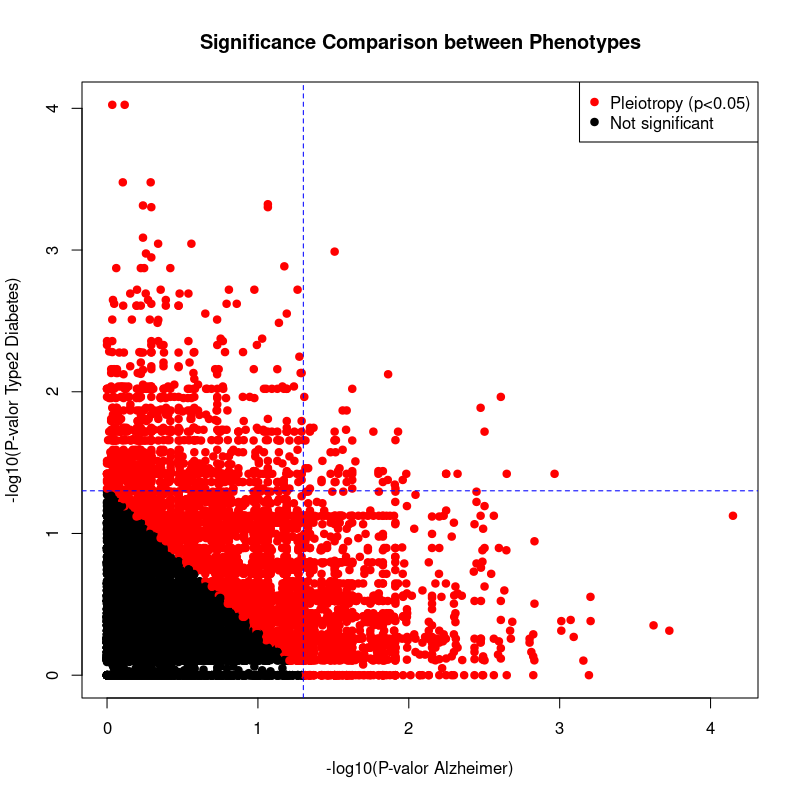 Significance Comparison between Phenotypes
Pleiotropy (p<0.05)
Not significant
4
3
2
1
0
-log10(P-valor Type2 Diabetes)
0 1 2 3 4
-log10(P-valor Alzheimer)